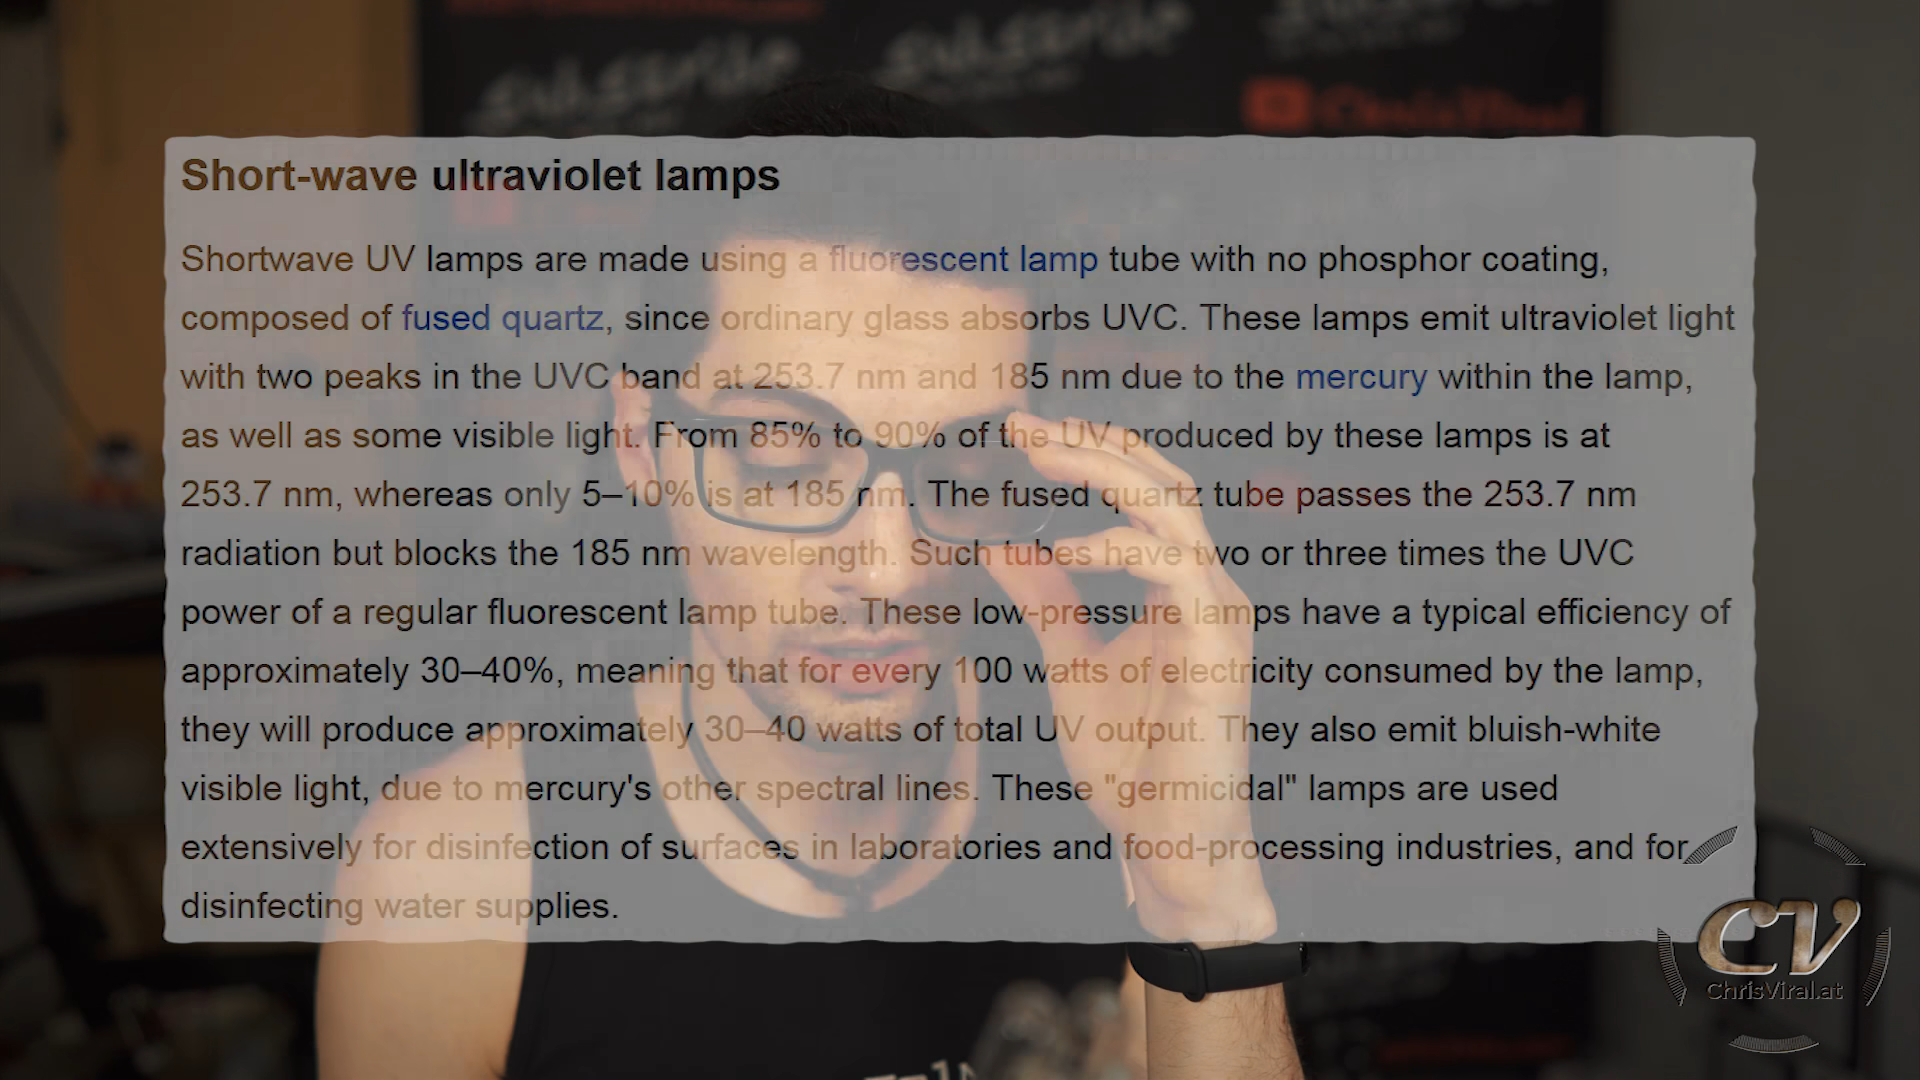 Short-wave ultraviolet lamps
Shortwave UV lamps are made using a fluorescent lamp tube with no phosphor coating,
composed of fused quartz, since ordinary glass absorbs UVC. These lamps emit ultraviolet light
with two peaks in the UVC band at 253.7 nm and 185 nm due to the mercury within the lamp,
as well as some visible light. From 85% to 90% of the UV produced by these lamps is at
253.7 nm, whereas only 5–10% is at 185 nm. The fused quartz tube passes the 253.7 nm
radiation but blocks the 185 nm wavelength. Such tubes have two or three times the UVC
power of a regular fluorescent lamp tube. These low-pressure lamps have a typical efficiency of
approximately 30–40%, meaning that for every 100 watts of electricity consumed by the lamp,
they will produce approximately 30–40 watts of total UV output. They also emit bluish-white
visible light, due to mercury's other spectral lines. These "germicidal" lamps are used
extensively for disinfection of surfaces in laboratories and food-processing industries, and for
disinfecting water supplies.
CV
ChrisViral.at